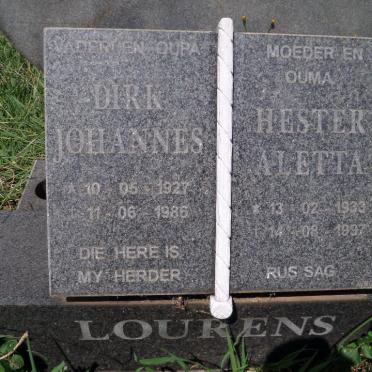 VADER EN OUPA
DIRK
JOHANNES
* 10-05-1927
† 11-06-1986
DIE HERE IS
MY HERDER
MOEDER EN
OUMA
HESTER
ALETTA
* 13-02-1933
† 14-08-1997
RUS SAG
LOURENS